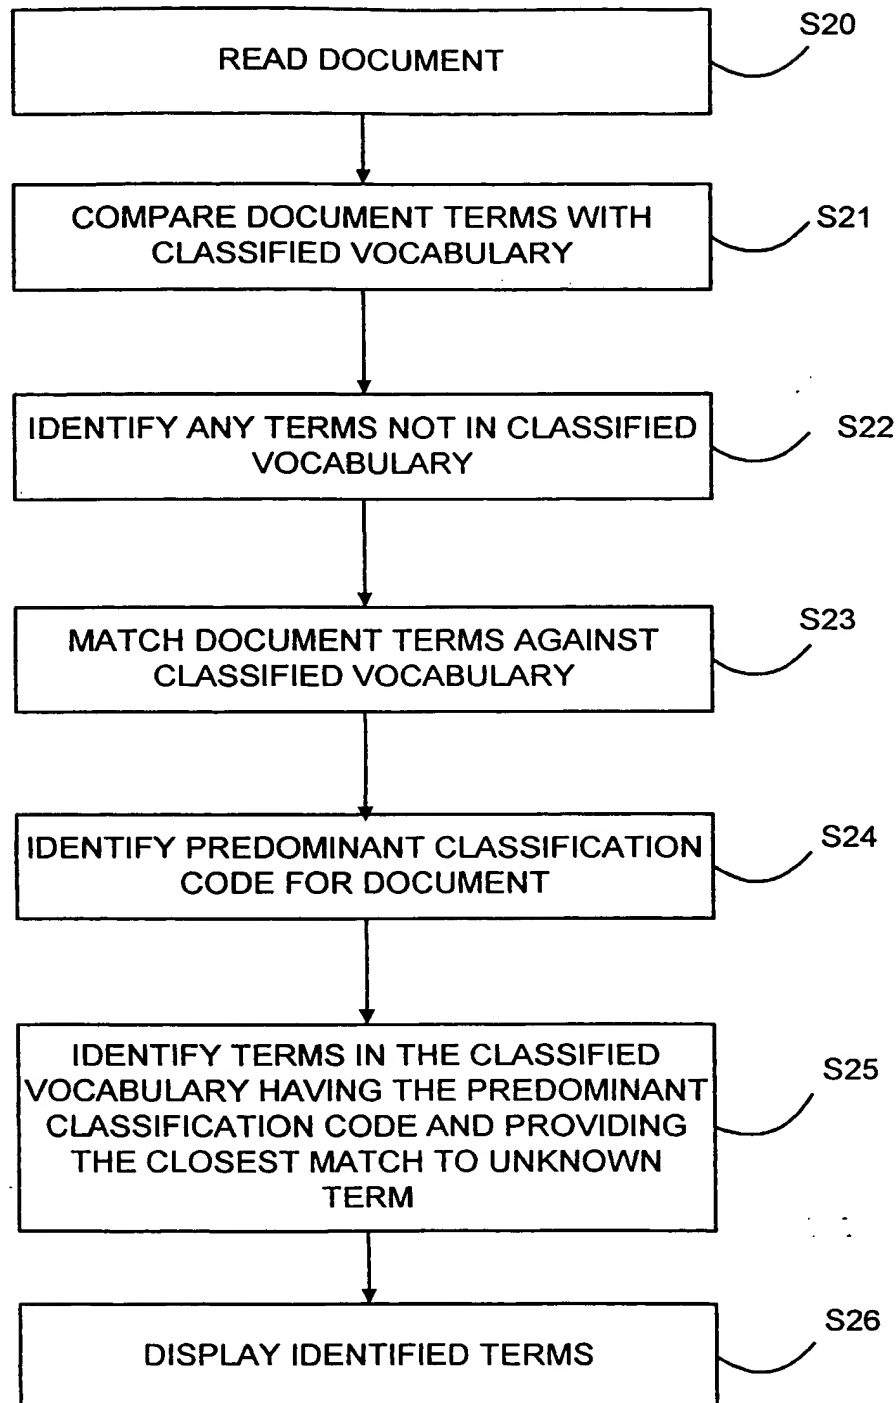 READ DOCUMENT
S20
COMPARE DOCUMENT TERMS WITH
CLASSIFIED VOCABULARY
S21
IDENTIFY ANY TERMS NOT IN CLASSIFIED
VOCABULARY
S22
MATCH DOCUMENT TERMS AGAINST
CLASSIFIED VOCABULARY
S23
IDENTIFY PREDOMINANT CLASSIFICATION
CODE FOR DOCUMENT
S24
IDENTIFY TERMS IN THE CLASSIFIED
VOCABULARY HAVING THE PREDOMINANT
CLASSIFICATION CODE AND PROVIDING
THE CLOSEST MATCH TO UNKNOWN
TERM
S25
DISPLAY IDENTIFIED TERMS
S26